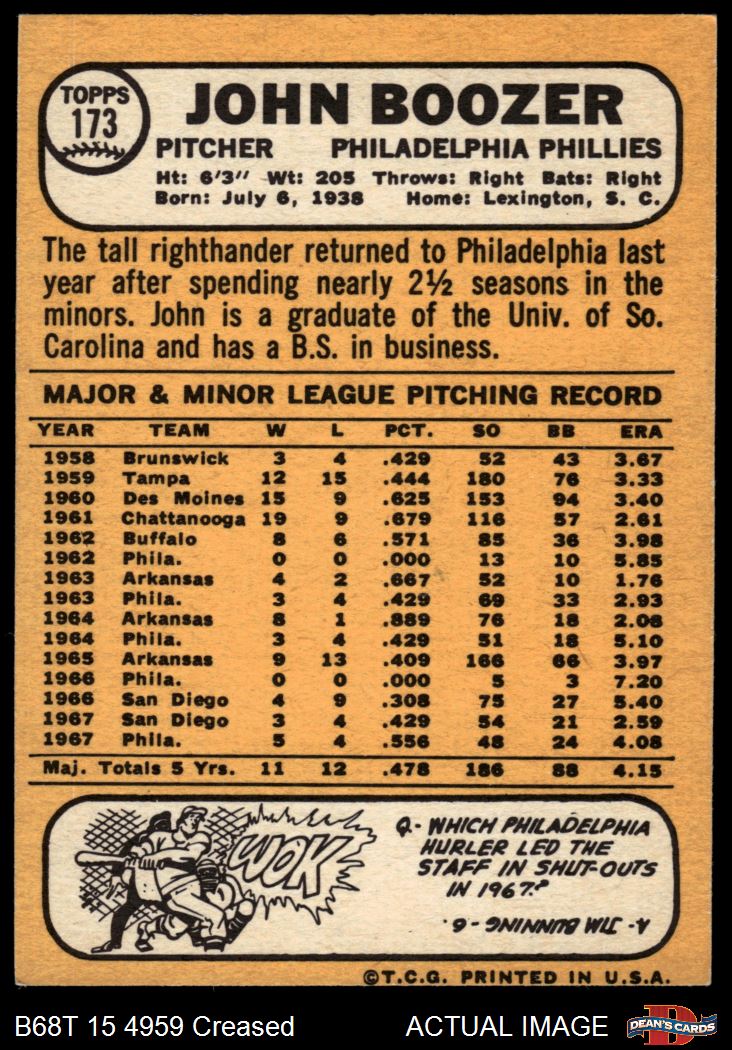 TOPPS
173
JOHN BOOZER
PITCHER PHILADELPHIA PHILLIES
Ht: 6'3" Wt: 205 Throws: Right Bats: Right
Born: July 6, 1938 Home: Lexington, S. C.
The tall righthander returned to Philadelphia last
year after spending nearly 2½ seasons in the
minors. John is a graduate of the Univ. of So.
Carolina and has a B.S. in business.
MAJOR & MINOR LEAGUE PITCHING RECORD
YEAR TEAM W L PCT. SO BB ERA
1958 Brunswick 3 4 .429 52 43 3.67
1959 Tampa 12 15 .444 180 76 3.33
1960 Des Moines 15 9 .625 153 94 3.40
1961 Chattanooga 19 9 .679 116 57 2.61
1962 Buffalo 8 6 .571 85 36 3.98
1962 Phila. 0 0 .000 13 10 5.85
1963 Arkansas 4 2 .667 52 10 1.76
1963 Phila. 3 4 .429 69 33 2.93
1964 Arkansas 8 1 .889 76 18 2.08
1964 Phila. 3 4 .429 51 18 5.10
1965 Arkansas 9 13 .409 166 66 3.97
1966 Phila. 0 0 .000 5 3 7.20
1966 San Diego 4 9 .308 75 27 5.40
1967 San Diego 3 4 .429 54 21 2.59
1967 Phila. 5 4 .556 48 24 4.08
Maj. Totals 5 Yrs. 11 12 .478 186 88 4.15
WOK
Q- WHICH PHILADELPHIA
HURLER LED THE
STAFF IN SHUT-OUTS
IN 1967?
A- JIM BUNNING - 6.
©T.C.G. PRINTED IN U.S.A.
B68T 15 4959 Creased ACTUAL IMAGE
D
DEAN'S CARDS